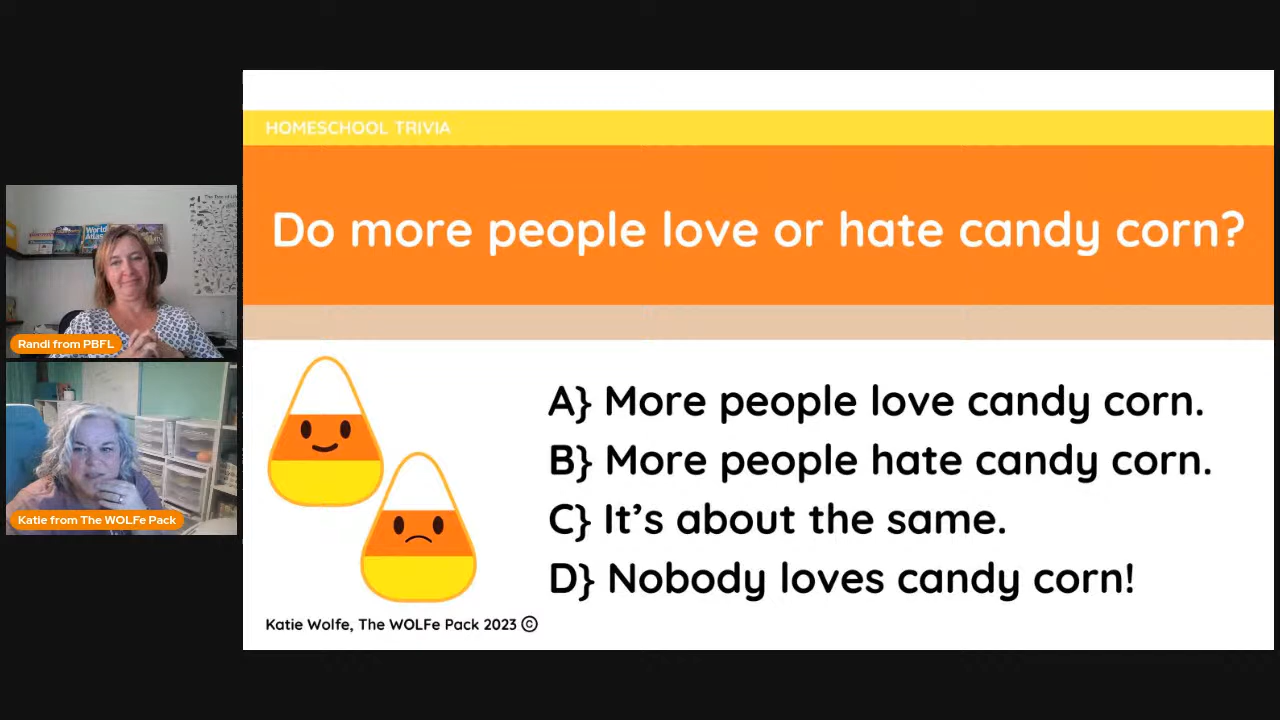 HOMESCHOOL TRIVIA
Do more people love or hate candy corn?
A} More people love candy corn.
B} More people hate candy corn.
C} It's about the same.
D} Nobody loves candy corn!
Katie Wolfe, The WOLFe Pack 2023 ©
World
Atlas
Randi from PBFL
Katie from The WOLFe Pack